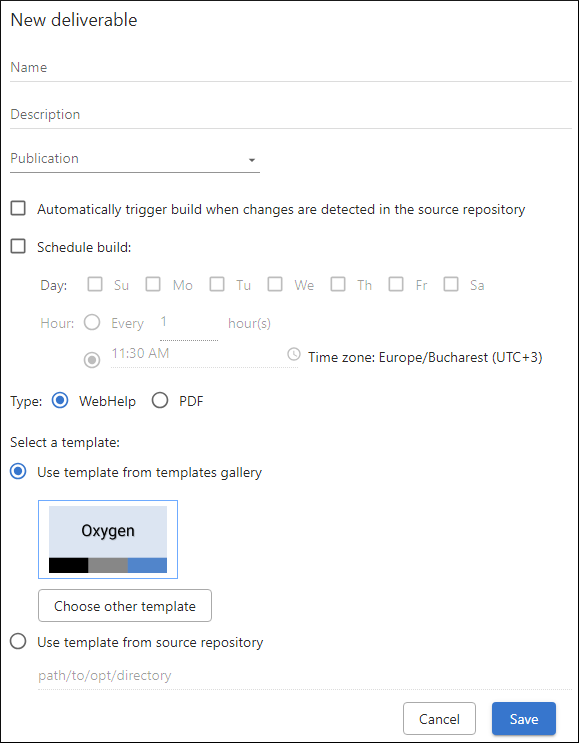 New deliverable
Name
Description
Publication
Automatically trigger build when changes are detected in the source repository
Schedule build:
Day: Su Mo Tu We Th Fr Sa
Hour: Every 1 hour(s)
11:30 AM Time zone: Europe/Bucharest (UTC+3)
Type: WebHelp PDF
Select a template:
Use template from templates gallery
Oxygen
Choose other template
Use template from source repository
path/to/opt/directory
Cancel Save